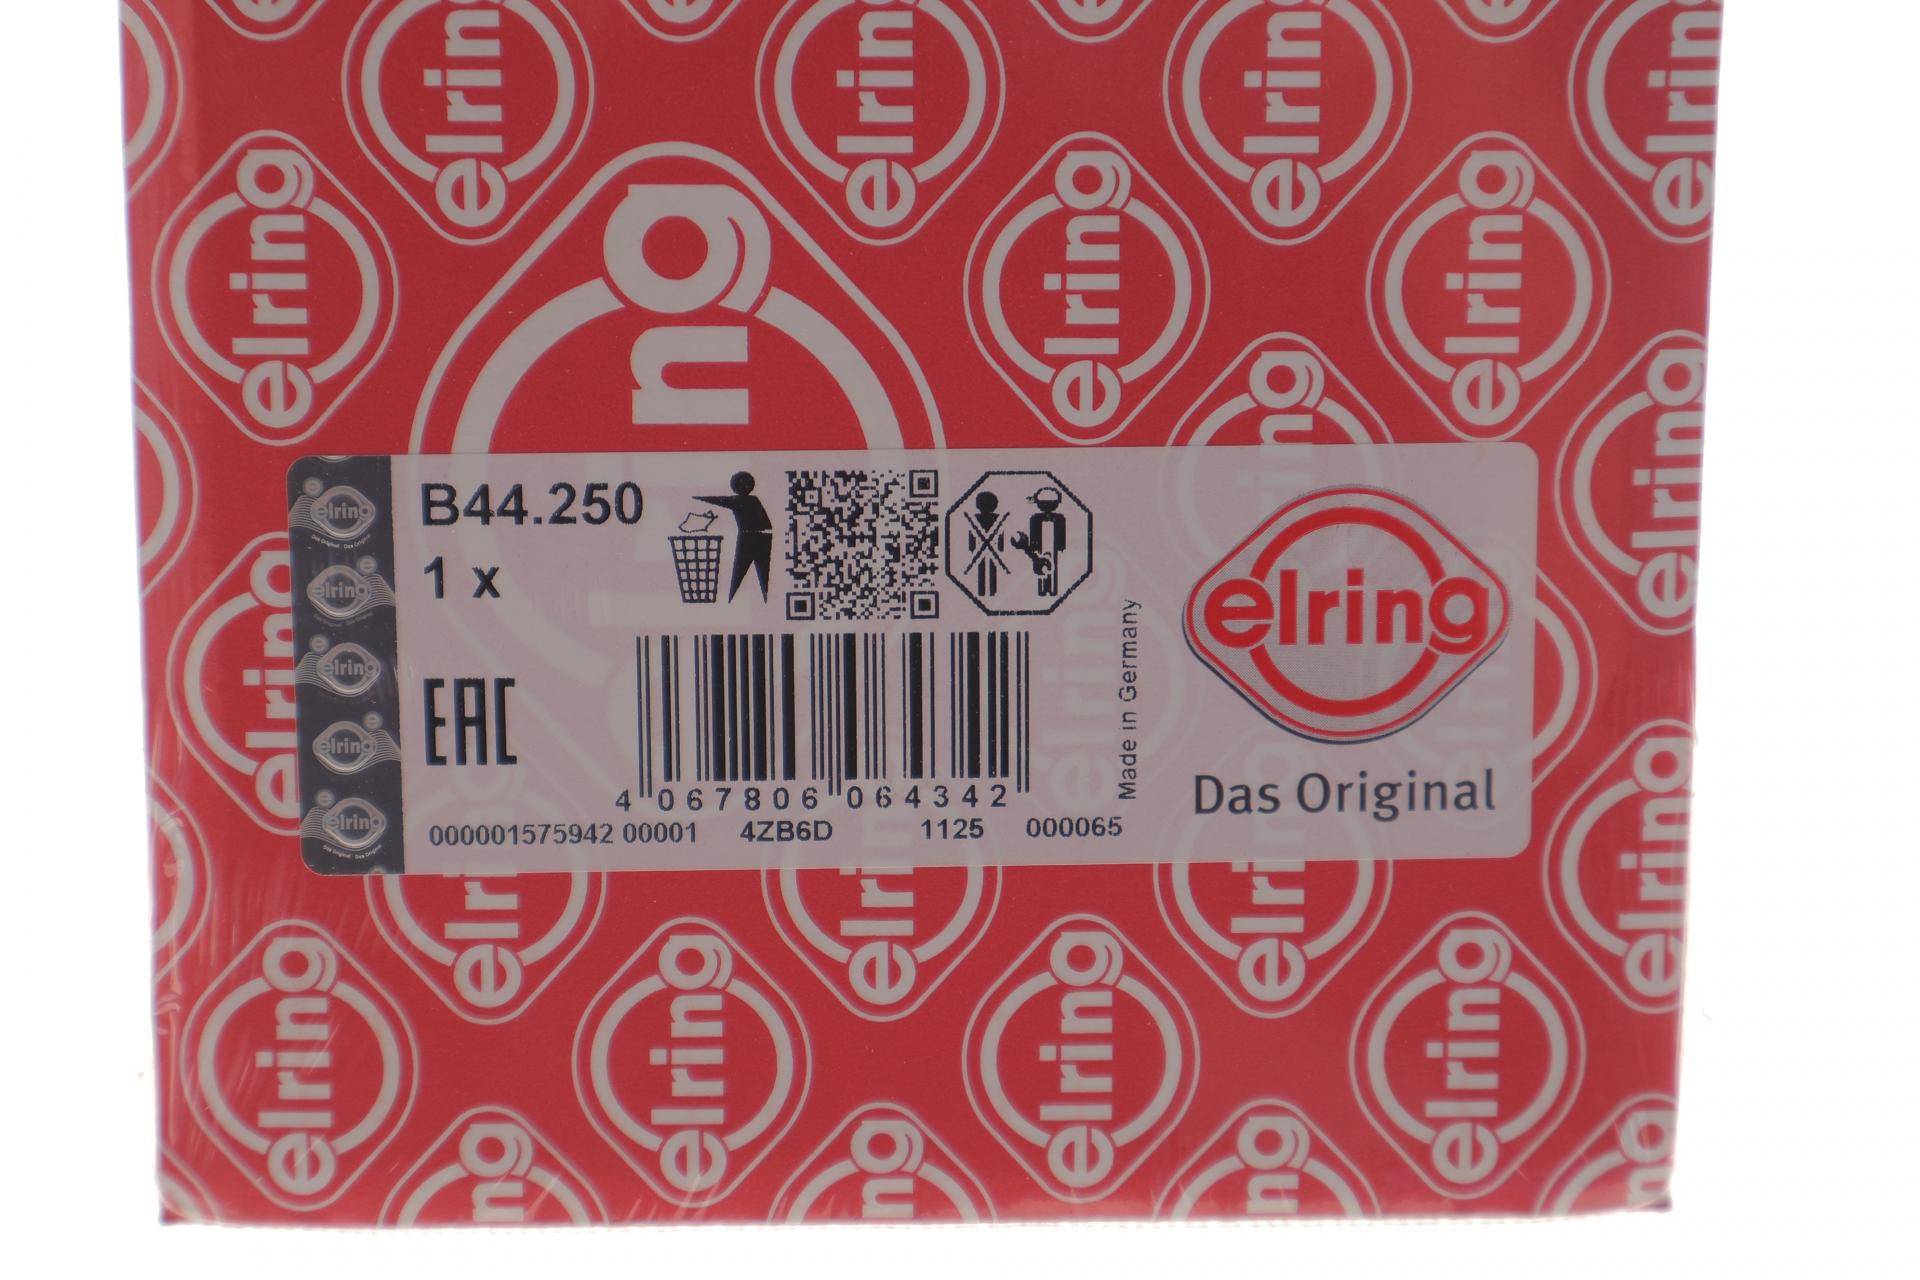 B44.250
1 x
EAC
4 067806 064342
000001575942 00001 4ZB6D 1125 000065
Made in Germany
elring
Das Original